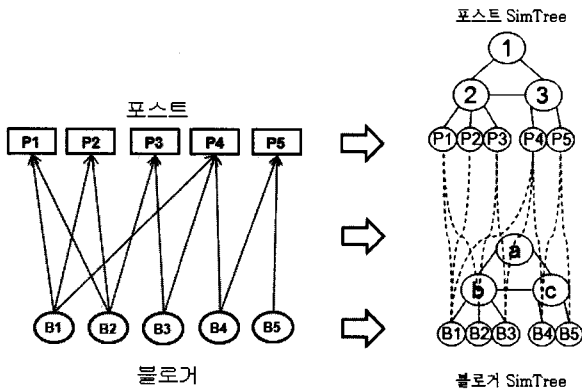 포스트 SimTree
1
2 3
P1 P2 P3 P4 P5
포스트
P1 P2 P3 P4 P5
a
b c
B1 B2 B3 B4 B5
B1 B2 B3 B4 B5
블로거
블로거 SimTree